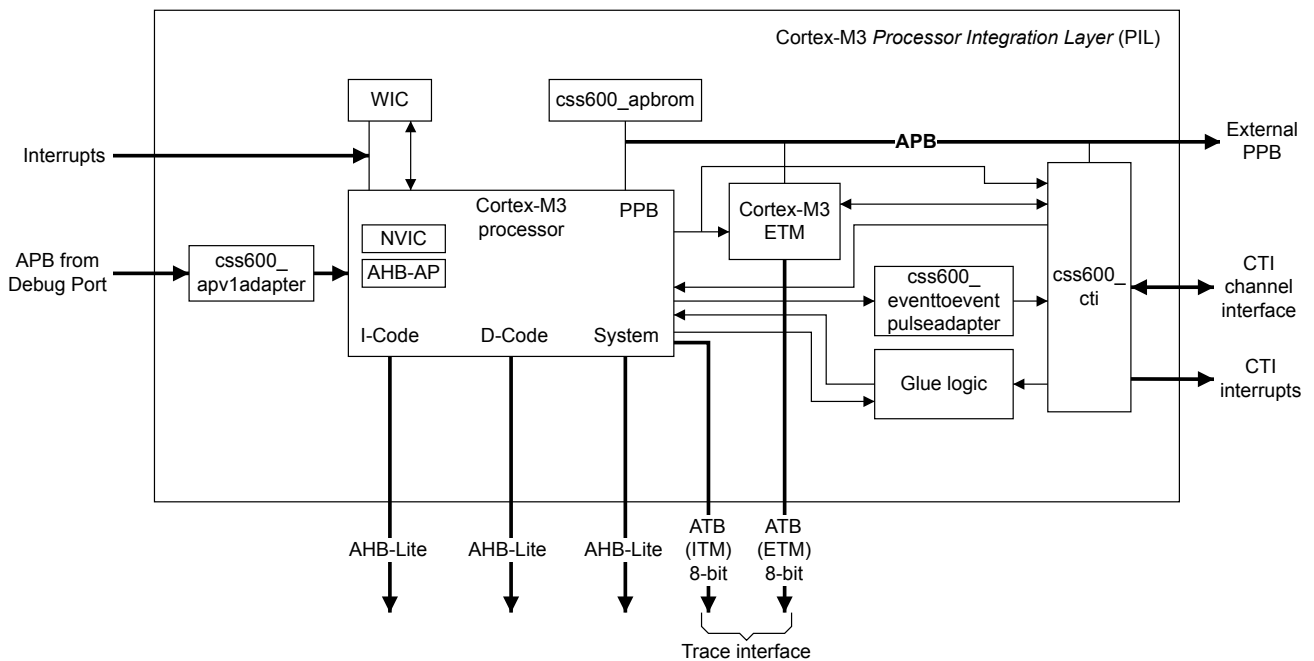 Cortex-M3 Processor Integration Layer (PIL)
WIC
css600_apbrom
APB
External
PPB
Interrupts
Cortex-M3
processor
PPB
Cortex-M3
ETM
NVIC
AHB-AP
APB from
Debug Port
css600_
apv1adapter
css600_
eventtoevent
pulseadapter
css600_
cti
CTI
channel
interface
I-Code
D-Code
System
Glue logic
CTI
interrupts
AHB-Lite
AHB-Lite
AHB-Lite
ATB
(ITM)
8-bit
ATB
(ETM)
8-bit
Trace interface